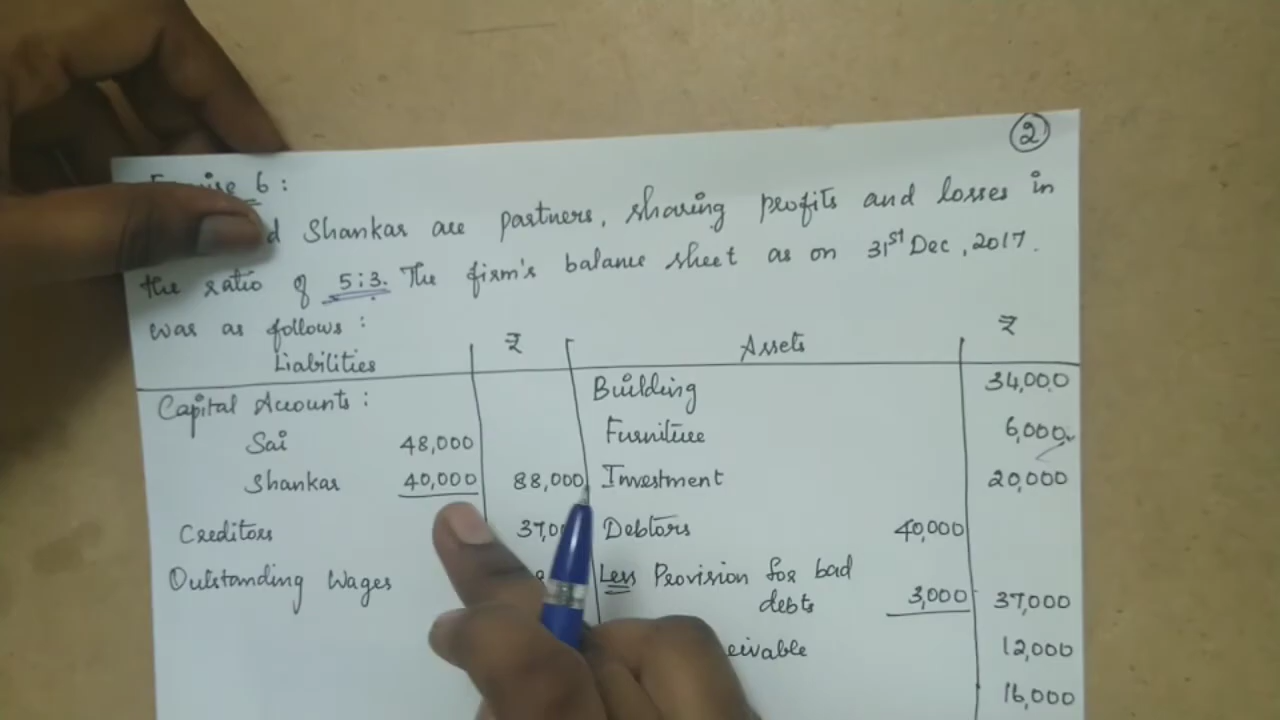 ②
6 :
Shankar are partners, sharing profits and losses in
the ratio of 5:3. The firm's balance sheet as on 31st Dec, 2017.
was as follows :
Liabilities ₹ Assets ₹
Capital Accounts : Building 34,000
Sai 48,000 Furniture 6,000
Shankar 40,000 88,000 Investment 20,000
Creditors Debtors 40,000
Outstanding Wages Less Provision for bad
debts 3,000 37,000
12,000
16,000